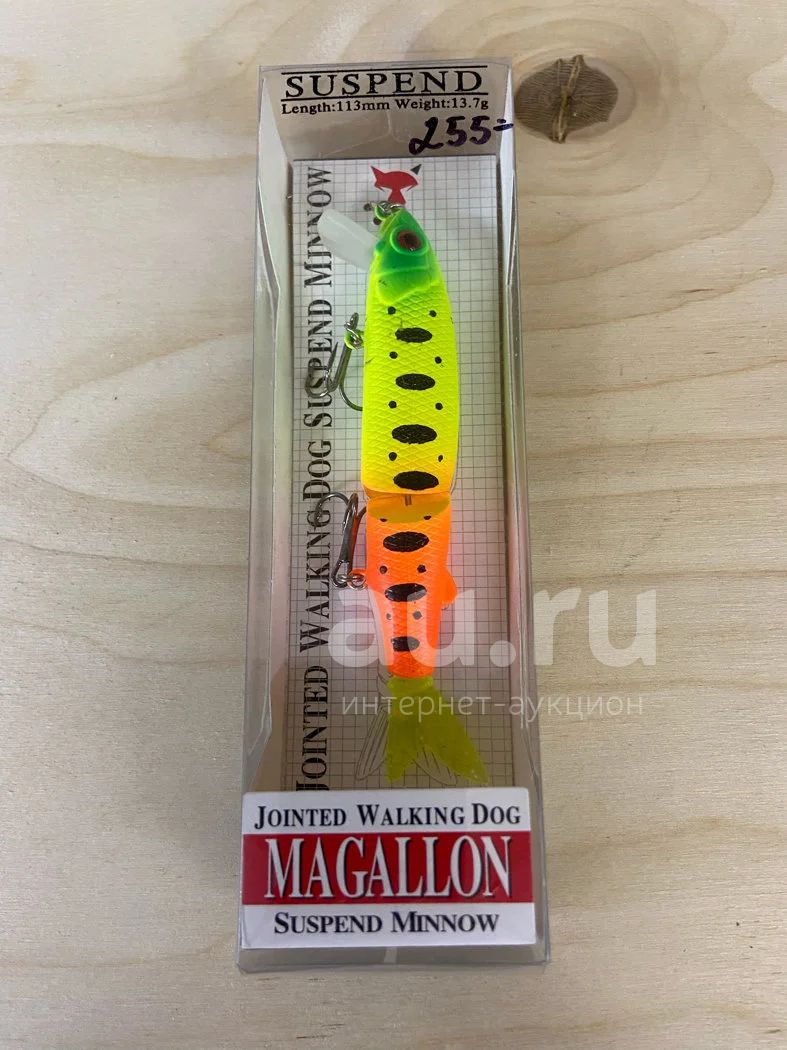 SUSPEND
Length:113mm Weight:13.7g
255=
JOINTED WALKING DOG SUSPEND MINNOW
au.ru
интернет-аукцион
JOINTED WALKING DOG
MAGALLON
SUSPEND MINNOW